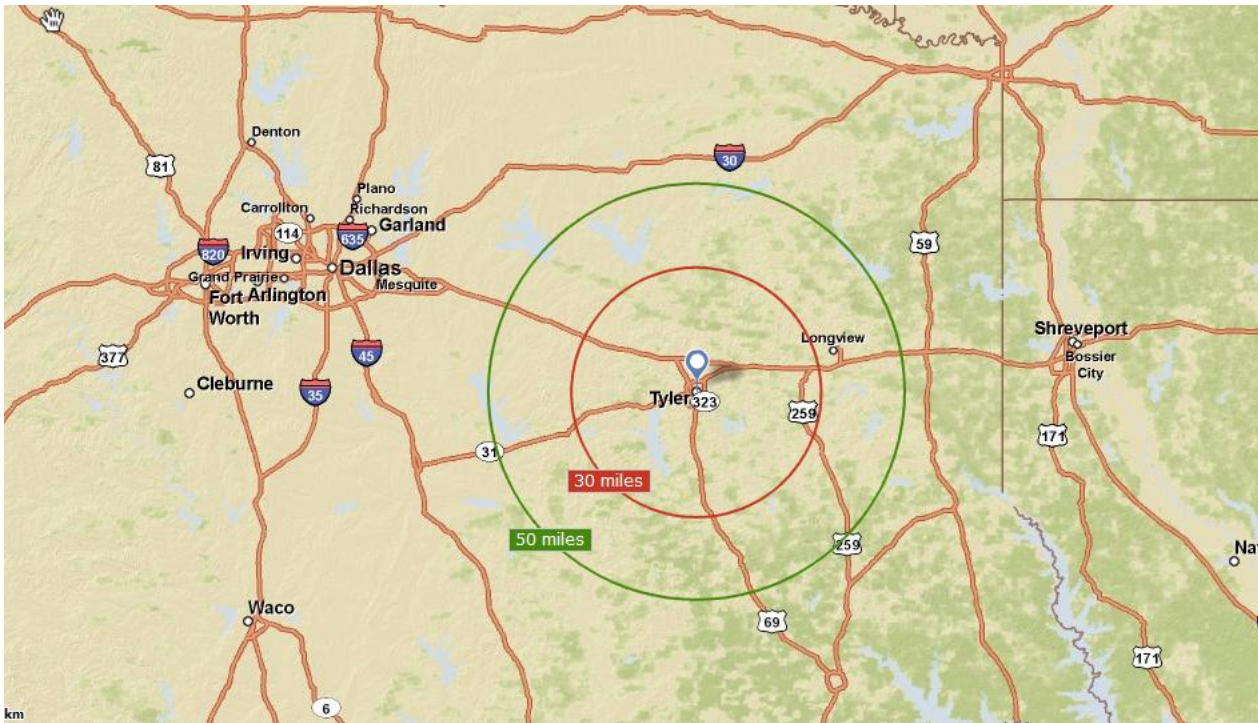 Denton
30
81
Plano
Carrollton
Richardson
114
635
Garland
820
Irving
59
Dallas
Grand Prairie
Mesquite
Arlington
Fort
Worth
Shreveport
Longview
45
377
Bossier
City
Cleburne
35
Tyler
323
259
171
31
30 miles
50 miles
259
Waco
69
171
6
km